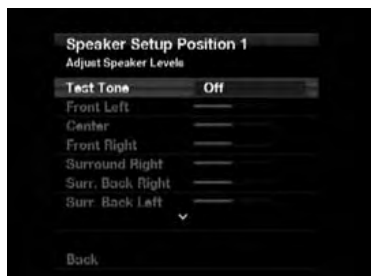 Speaker Setup Position 1
Adjust Speaker Levels
Test Tone Off
Front Left
Center
Front Right
Surround Right
Surr. Back Right
Surr. Back Left
Back